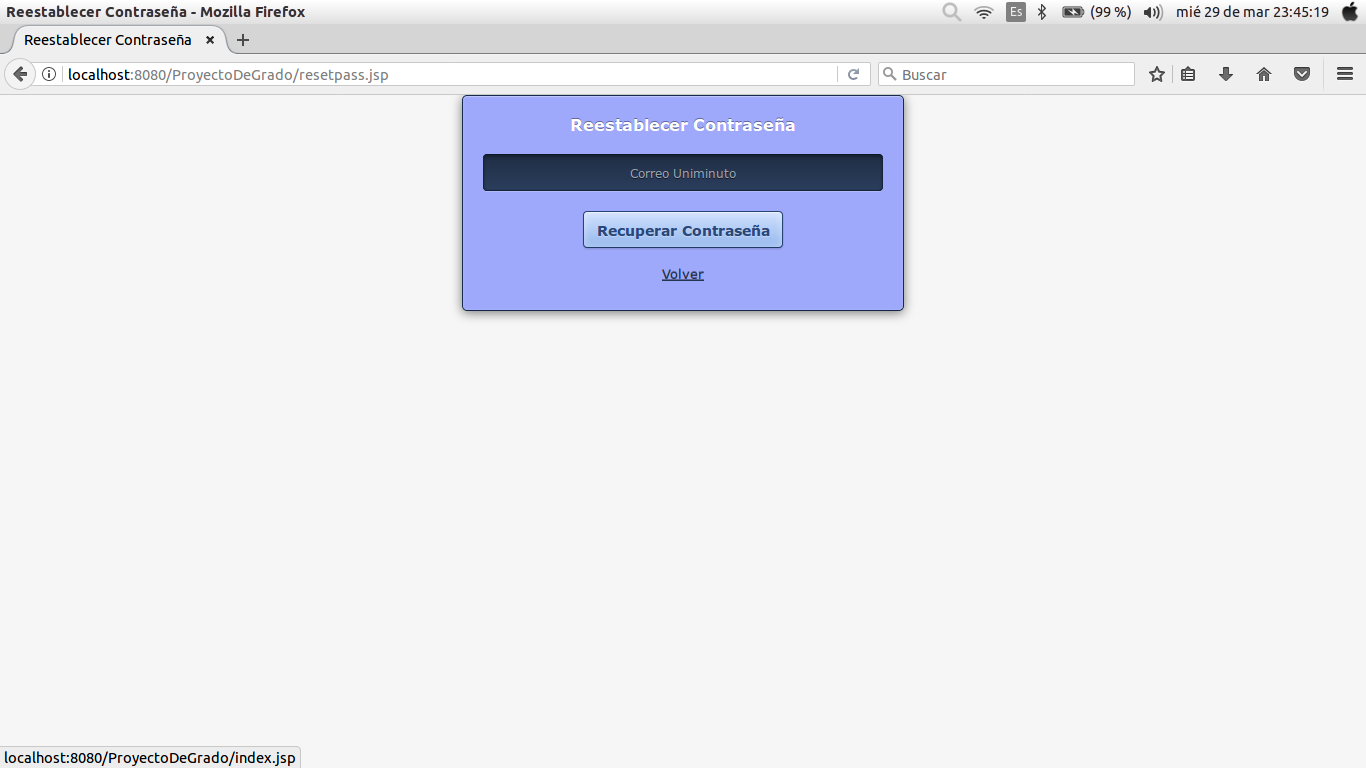 Reestablecer Contraseña - Mozilla Firefox
Es (99 %) mié 29 de mar 23:45:19
Reestablecer Contraseña
localhost:8080/ProyectoDeGrado/resetpass.jsp
Buscar
Reestablecer Contraseña
Correo Uniminuto
Recuperar Contraseña
Volver
localhost:8080/ProyectoDeGrado/index.jsp